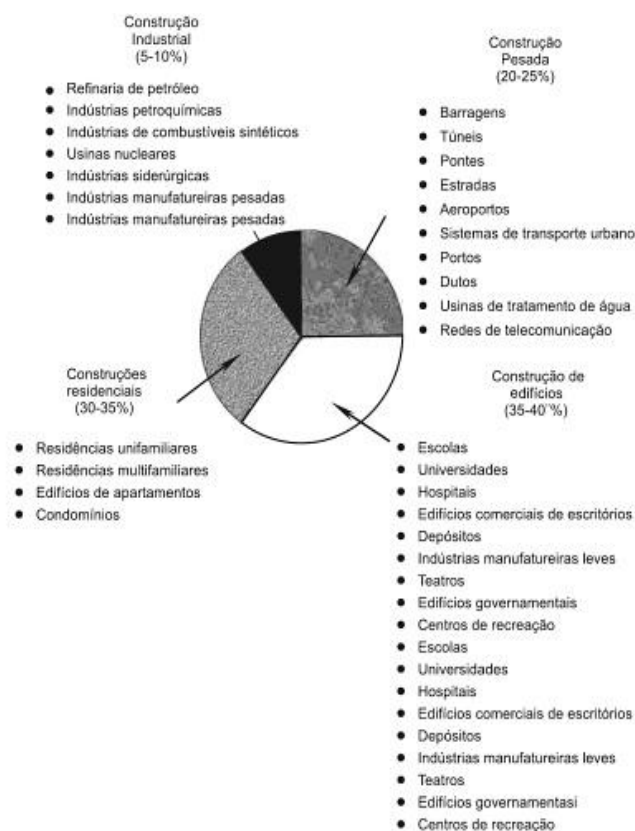 Construção
Industrial
(5-10%)
Refinaria de petróleo
Indústrias petroquímicas
Indústrias de combustíveis sintéticos
Usinas nucleares
Indústrias siderúrgicas
Indústrias manufatureiras pesadas
Indústrias manufatureiras pesadas
Construção
Pesada
(20-25%)
Barragens
Túneis
Pontes
Estradas
Aeroportos
Sistemas de transporte urbano
Portos
Dutos
Usinas de tratamento de água
Redes de telecomunicação
Construções
residenciais
(30-35%)
Residências unifamiliares
Residências multifamiliares
Edifícios de apartamentos
Condomínios
Construção de
edifícios
(35-40¨%)
Escolas
Universidades
Hospitais
Edifícios comerciais de escritórios
Depósitos
Indústrias manufatureiras leves
Teatros
Edifícios governamentais
Centros de recreação
Escolas
Universidades
Hospitais
Edifícios comerciais de escritórios
Depósitos
Indústrias manufatureiras leves
Teatros
Edifícios governamentasi
Centros de recreação